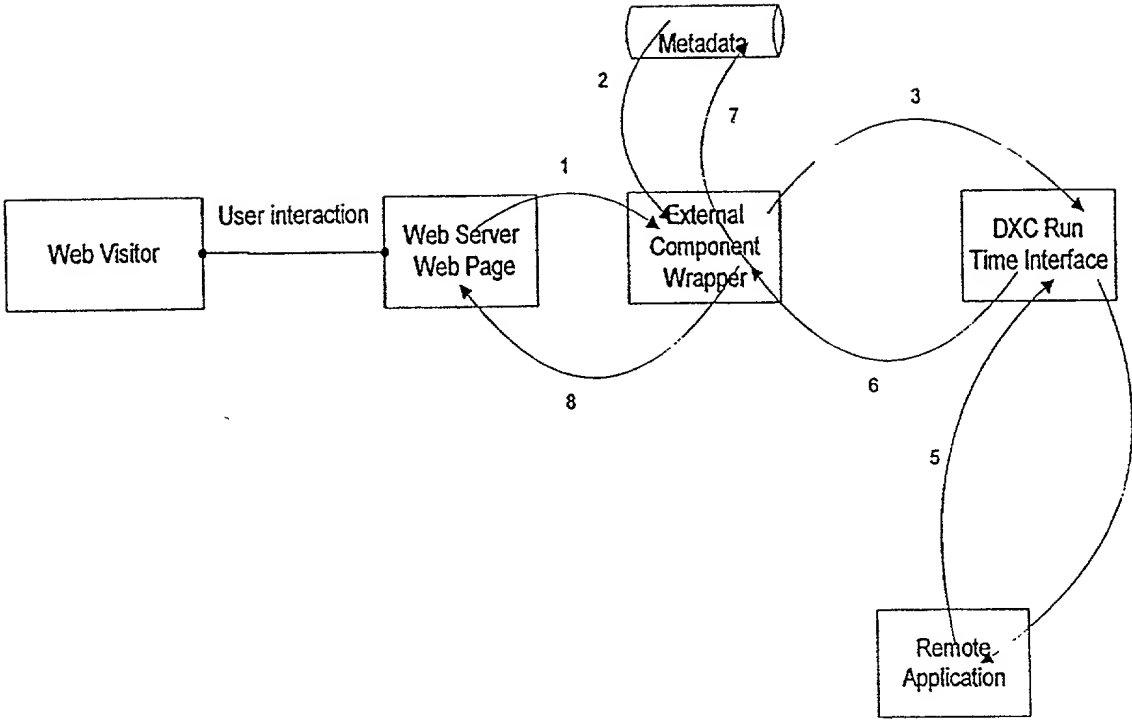 Metadata
2
7
3
1
Web Visitor
User interaction
Web Server
Web Page
External
Component
Wrapper
DXC Run
Time Interface
8
6
5
Remote
Application